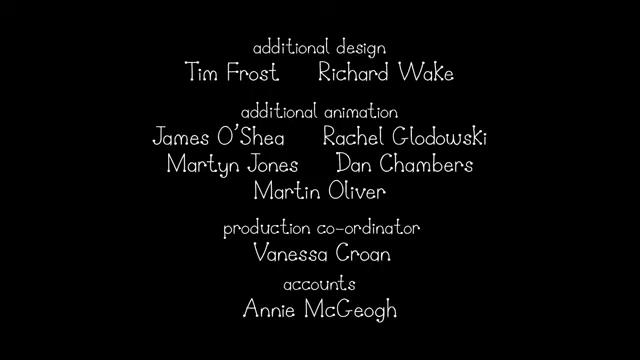 additional design
Tim Frost Richard Wake
additional animation
James O'Shea Rachel Glodowski
Martyn Jones Dan Chambers
Martin Oliver
production co-ordinator
Vanessa Croan
accounts
Annie McGeogh